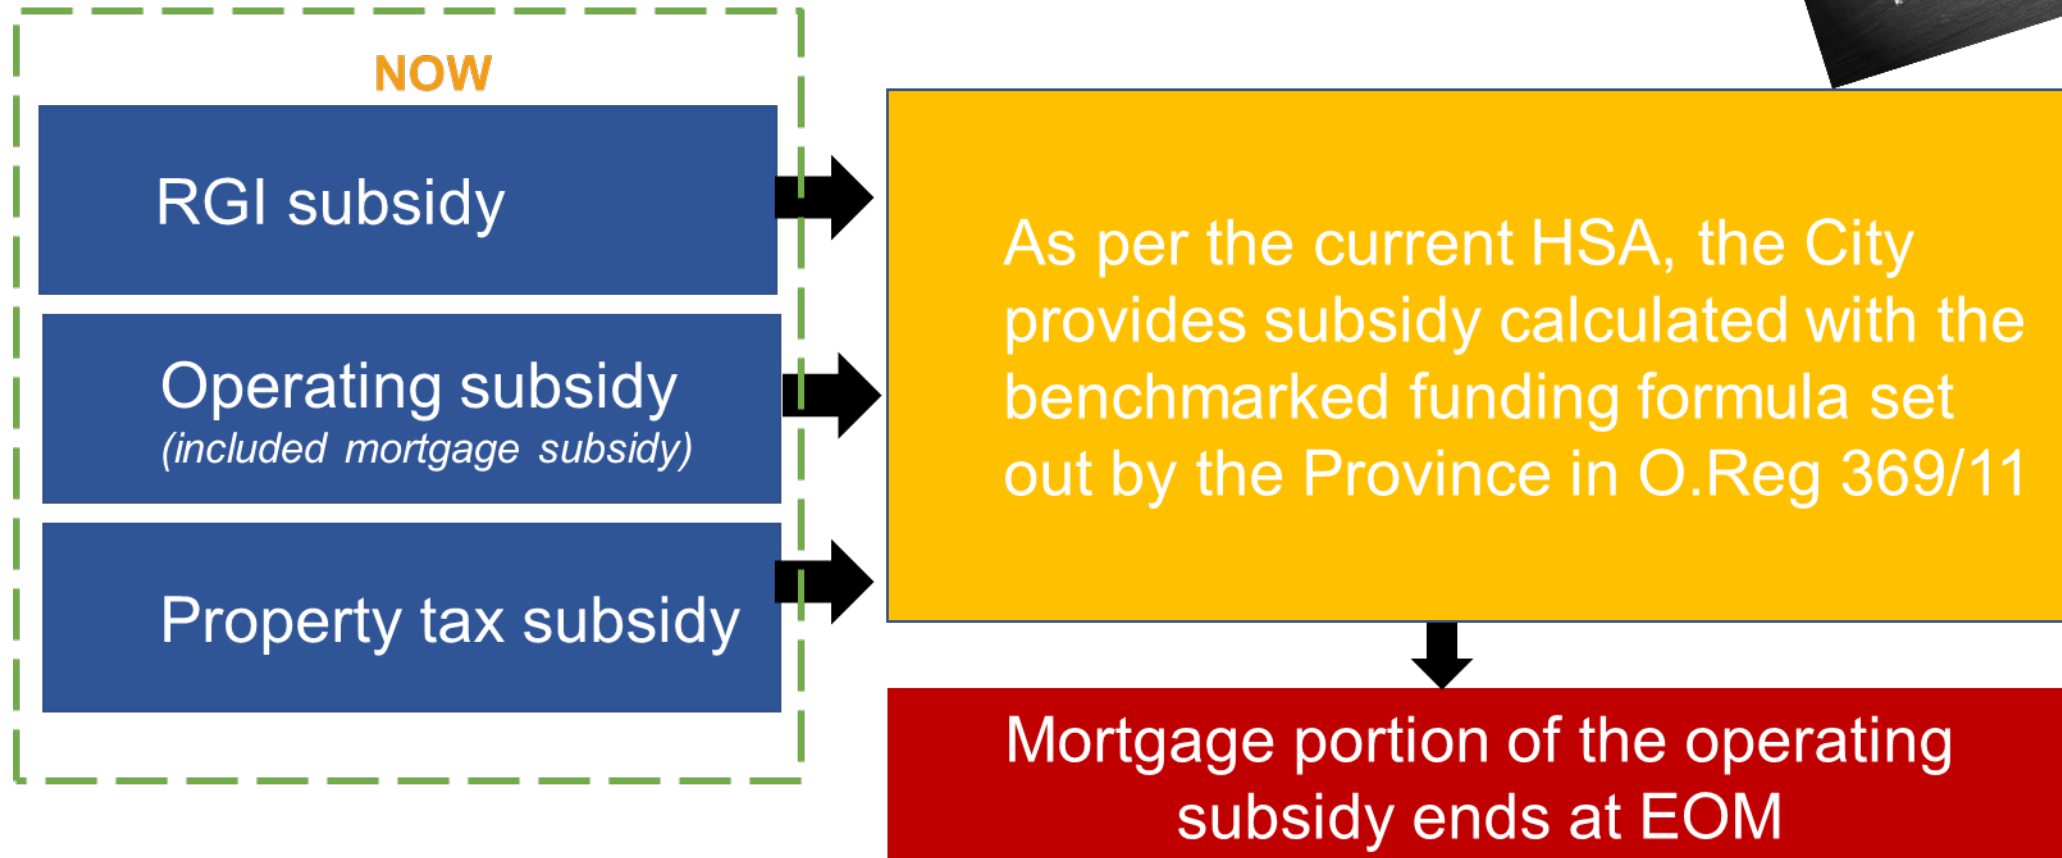 NOW
RGI subsidy
Operating subsidy
(included mortgage subsidy)
Property tax subsidy
As per the current HSA, the City
provides subsidy calculated with the
benchmarked funding formula set
out by the Province in O.Reg 369/11
Mortgage portion of the operating
subsidy ends at EOM